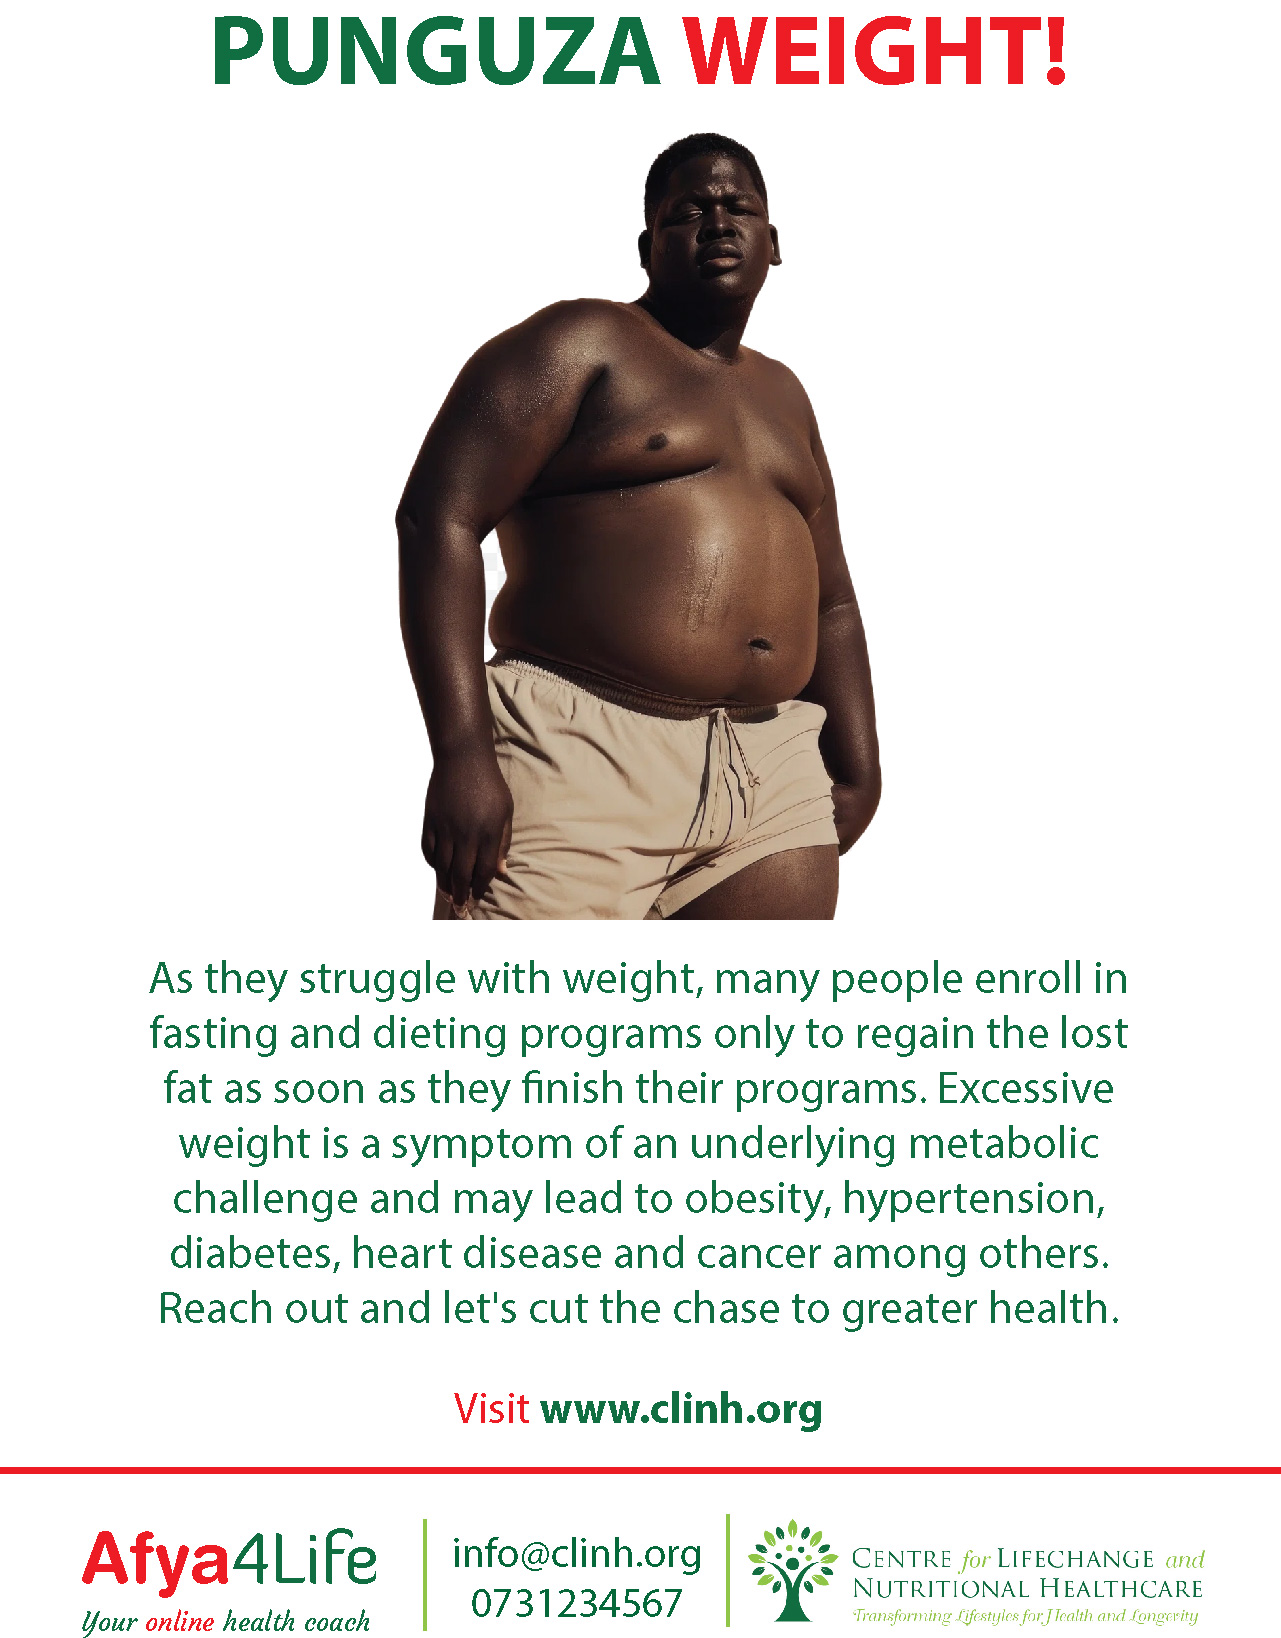 PUNGUZA WEIGHT!
As they struggle with weight, many people enroll in
fasting and dieting programs only to regain the lost
fat as soon as they finish their programs. Excessive
weight is a symptom of an underlying metabolic
challenge and may lead to obesity, hypertension,
diabetes, heart disease and cancer among others.
Reach out and let's cut the chase to greater health.
Visit www.clinh.org
Afya4Life
Your online health coach
info@clinh.org
0731234567
CENTRE for LIFECHANGE and
NUTRITIONAL HEALTHCARE
Transforming Lifestyles for Health and Longevity